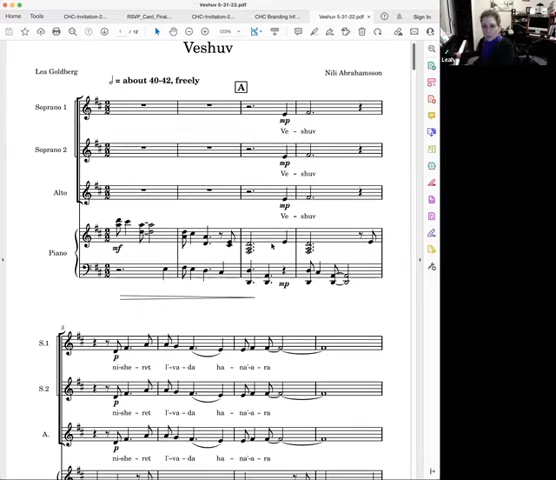 Veshuv 5-31-22.pdf
CHC-Invitation-2...
RSVP_Card_Final...
CHC-Invitation-2...
CHC Branding Inf...
Veshuv 5-31-22.pdf
Sign In
1 / 12
125%
Leah
Veshuv
Lea Goldberg
= about 40-42, freely
Nili Abrahamsson
A
Soprano 1
mp
Ve - shuv
Soprano 2
mp
Ve - shuv
Alto
mp
Ve - shuv
Piano
mf
mp
5
S.1
p
ni-she-ret l'-va-da ha-na'-a-ra
S.2
p
ni-she-ret l'-va-da ha-na'-a-ra
A.
p
ni-she-ret l'-va-da ha-na'-a-ra